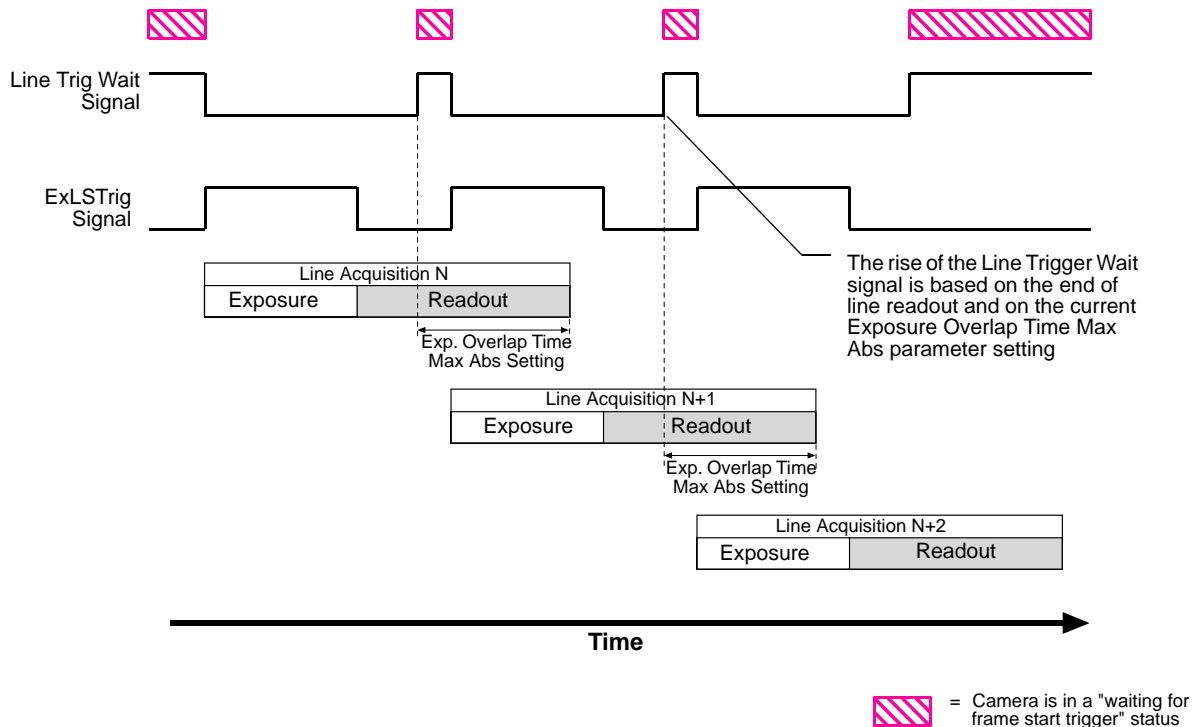 Line Trig Wait
Signal
ExLSTrig
Signal
Line Acquisition N
Exposure
Readout
Exp. Overlap Time
Max Abs Setting
The rise of the Line Trigger Wait
signal is based on the end of
line readout and on the current
Exposure Overlap Time Max
Abs parameter setting
Line Acquisition N+1
Exposure
Readout
Exp. Overlap Time
Max Abs Setting
Line Acquisition N+2
Exposure
Readout
Time
= Camera is in a "waiting for
frame start trigger" status